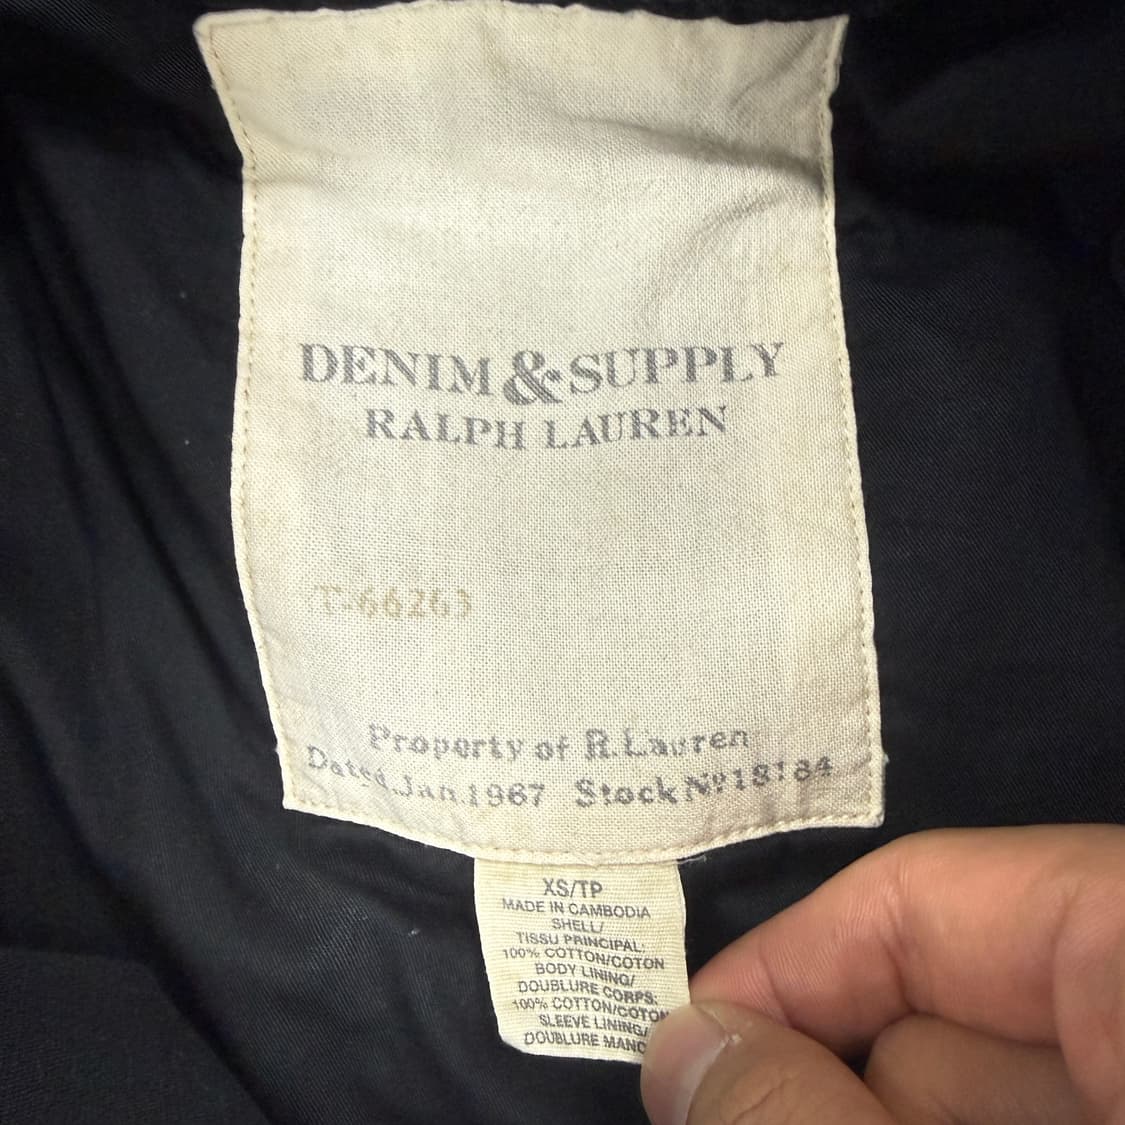 DENIM & SUPPLY
RALPH LAUREN
T-66263
Property of R. Lauren
Dated Jan. 1967 Stock Nº 18184
XS/TP
MADE IN CAMBODIA
SHELL/
TISSU PRINCIPAL:
100% COTTON/COTON
BODY LINING/
DOUBLURE CORPS:
100% COTTON/COTON
SLEEVE LINING/
DOUBLURE MANC